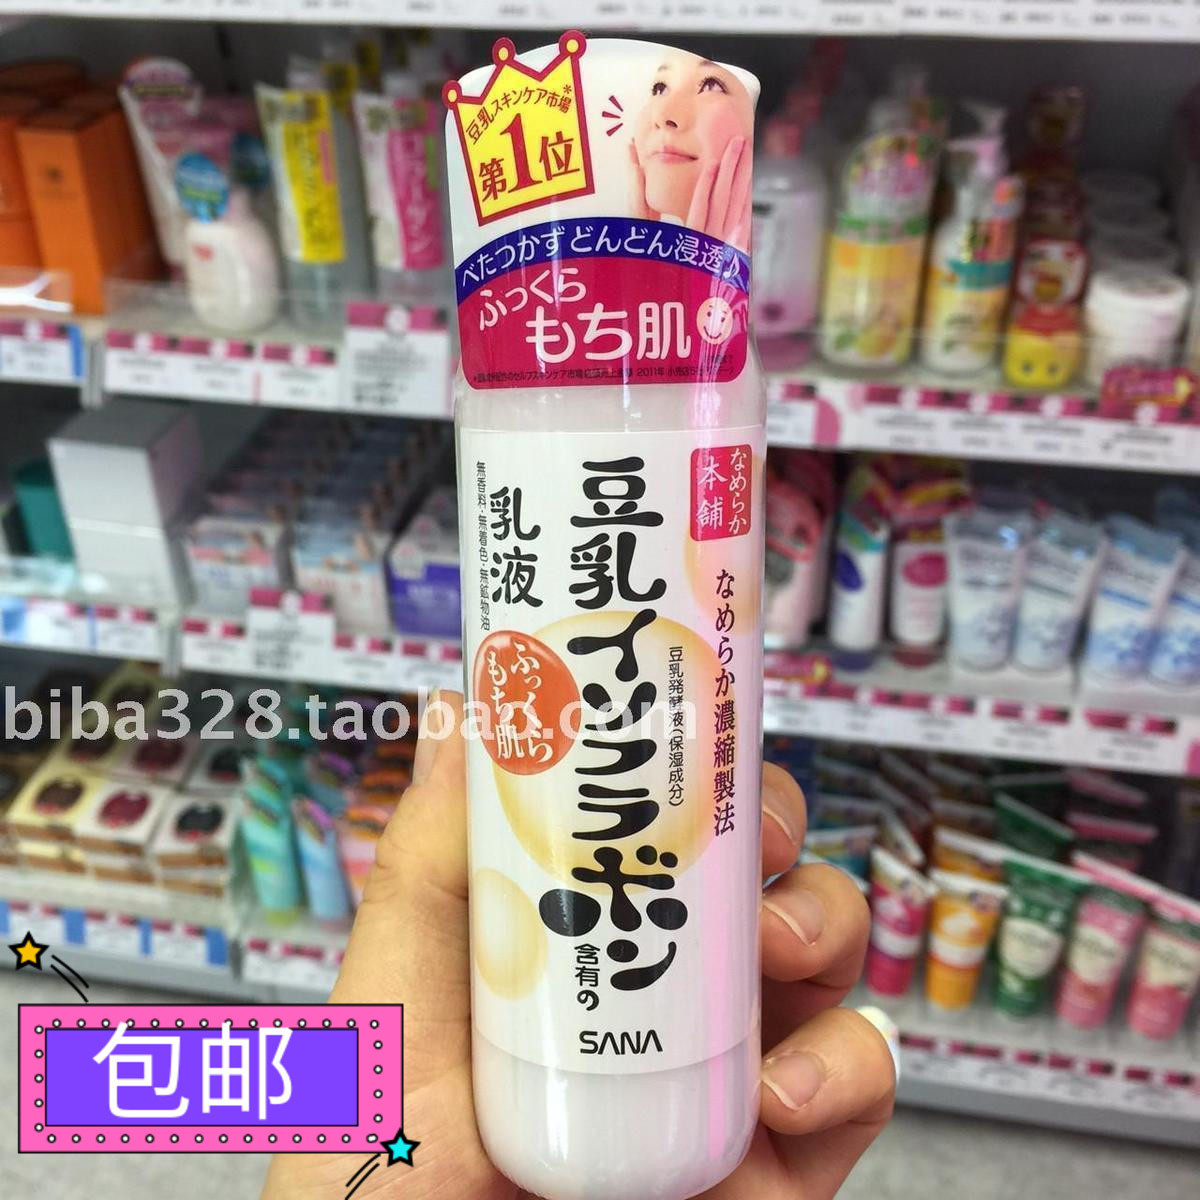 豆乳スキンケア市場*
第1位
べたつかずどんどん浸透♪
ふっくら
もち肌
なめらか
本舗
なめらか濃縮製法
豆乳イソフラボン
含有の
豆乳発酵液(保湿成分)
乳液
無香料・無着色・無鉱物油
ふっくら
もち肌
SANA
biba328.taobao.com
包邮